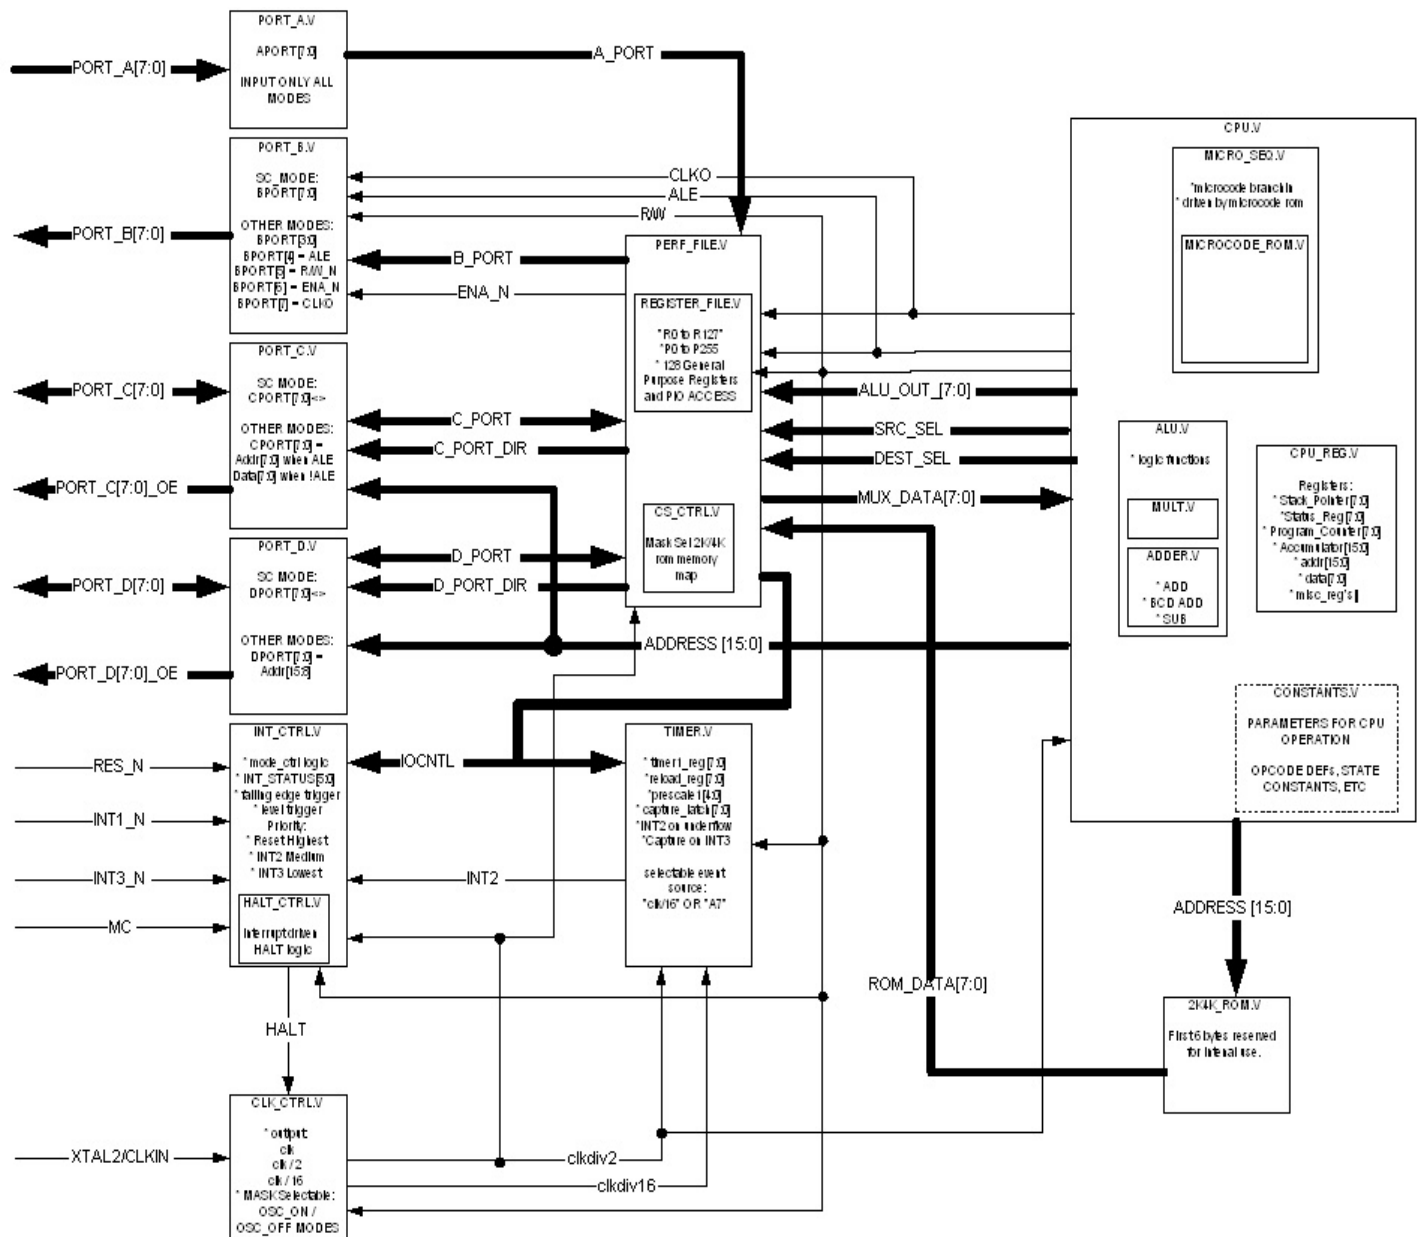 PORT_A.V
APORT[7:0]
INPUT ONLY ALL
MODES
PORT_A[7:0]
A_PORT
PORT_B.V
SC_MODE:
BPORT[7:0]
OTHER MODES:
BPORT[3:0]
BPORT[4] = ALE
BPORT[5] = R/W_N
BPORT[6] = ENA_N
BPORT[7] = CLKO
PORT_B[7:0]
CLKO
ALE
R/W
B_PORT
ENA_N
PORT_C.V
SC MODE:
CPORT[7:0]<=>
OTHER MODES:
CPORT[7:0] =
Addr[7:0] when ALE
Data[7:0] when !ALE
PORT_C[7:0]
PORT_C[7:0]_OE
C_PORT
C_PORT_DIR
PORT_D.V
SC MODE:
DPORT[7:0]<=>
OTHER MODES:
DPORT[7:0] =
Addr[15:8]
PORT_D[7:0]
PORT_D[7:0]_OE
D_PORT
D_PORT_DIR
PERF_FILE.V
REGISTER_FILE.V
"R0 to R127"
"P0 to P255
* 128 General
Purpose Registers
and PIO ACCESS
CS_CTRL.V
Mask Sel 2K/4K
rom memory
map
ALU_OUT_[7:0]
SRC_SEL
DEST_SEL
MUX_DATA[7:0]
ADDRESS [15:0]
CPU.V
MICRO_SEQ.V
*microcode branch in
* driven by microcode rom
MICROCODE_ROM.V
ALU.V
* logic functions
MULT.V
ADDER.V
* ADD
* BCD ADD
* SUB
CPU_REG.V
Registers:
* Stack_Pointer[7:0]
*Status_Reg[7:0]
* Program_Counter[7:0]
* Accumulator[15:0]
* addr[15:0]
* data[7:0]
* misc_reg's||
CONSTANTS.V
PARAMETERS FOR CPU
OPERATION
OPCODE DEFs, STATE
CONSTANTS, ETC
INT_CTRL.V
* mode_ctrl logic
* INT_STATUS[5:0]
* falling edge trigger
* level trigger
Priority:
* Reset Highest
* INT2 Medium
* INT3 Lowest
HALT_CTRL.V
Interrupt driven
HALT logic
RES_N
INT1_N
INT3_N
MC
IOCNTL
INT2
TIMER.V
* timer1_reg[7:0]
* reload_reg[7:0]
*prescale1[4:0]
* capture_latch[7:0]
*INT2 on underflow
*Capture on INT3
selectable event
source:
"clk/16" OR "A7"
ADDRESS [15:0]
ROM_DATA[7:0]
2K4K_ROM.V
First 6 bytes reserved
for intenal use.
HALT
CLK_CTRL.V
* output:
clk
clk / 2
clk / 16
* MASK Selectable:
OSC_ON /
OSC_OFF MODES
XTAL2/CLKIN
clkdiv2
clkdiv16